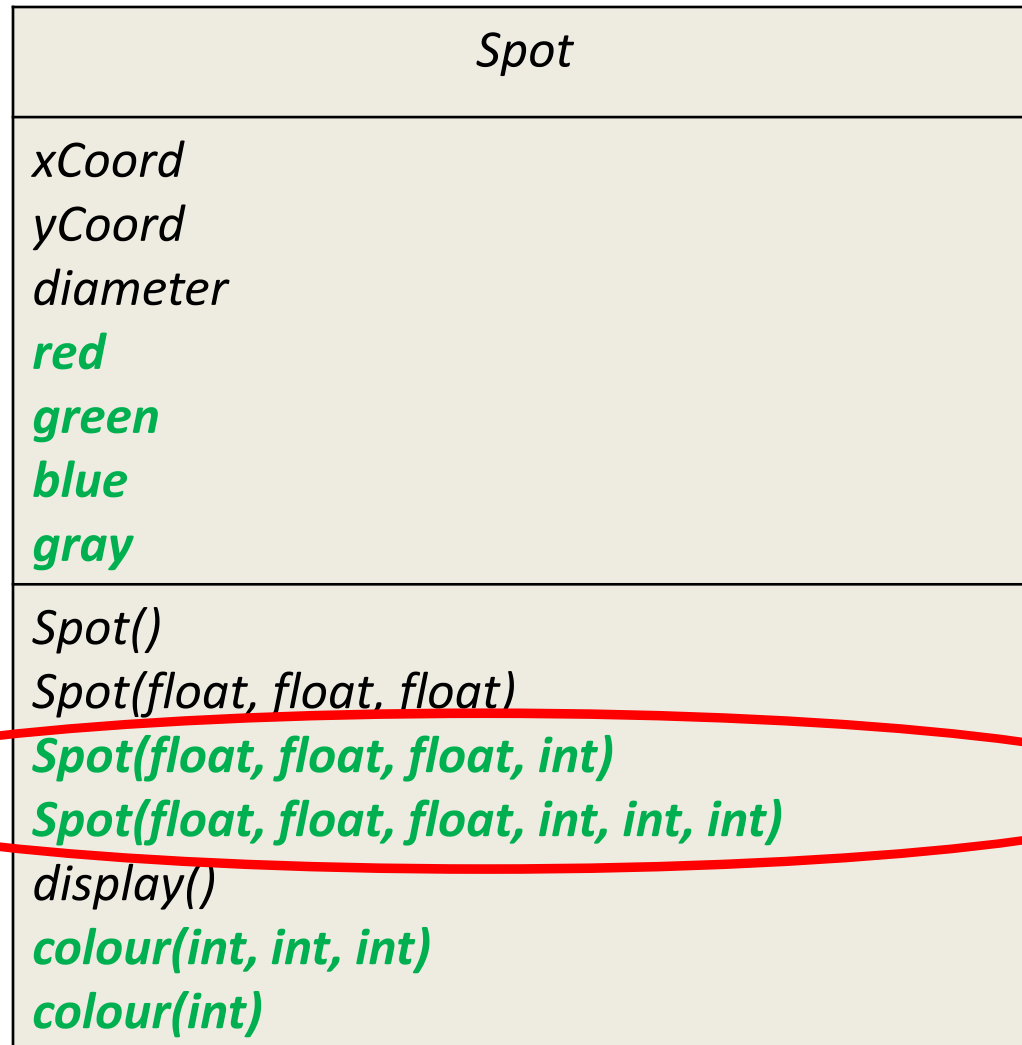 Spot
xCoord
yCoord
diameter
red
green
blue
gray
Spot()
Spot(float, float, float)
Spot(float, float, float, int)
Spot(float, float, float, int, int, int)
display()
colour(int, int, int)
colour(int)